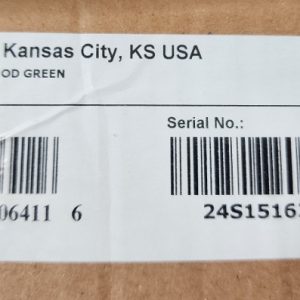 Kansas City, KS USA
OD GREEN
Serial No.:
06411 6
24S1516